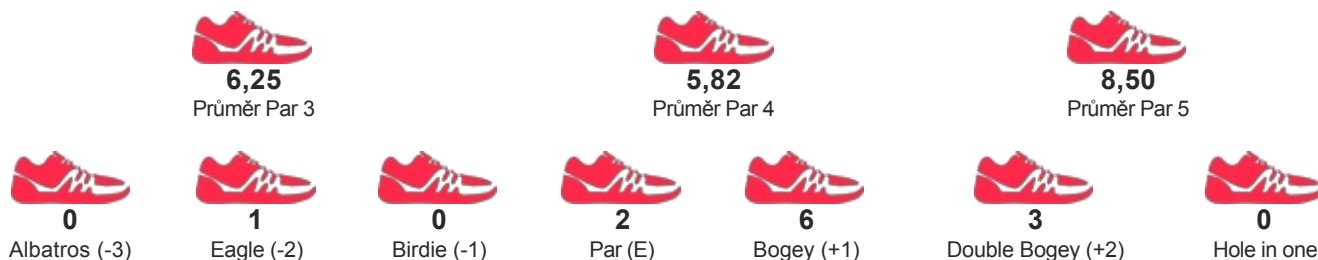 6,25
Průměr Par 3
5,82
Průměr Par 4
8,50
Průměr Par 5
0
Albatros (-3)
1
Eagle (-2)
0
Birdie (-1)
2
Par (E)
6
Bogey (+1)
3
Double Bogey (+2)
0
Hole in one